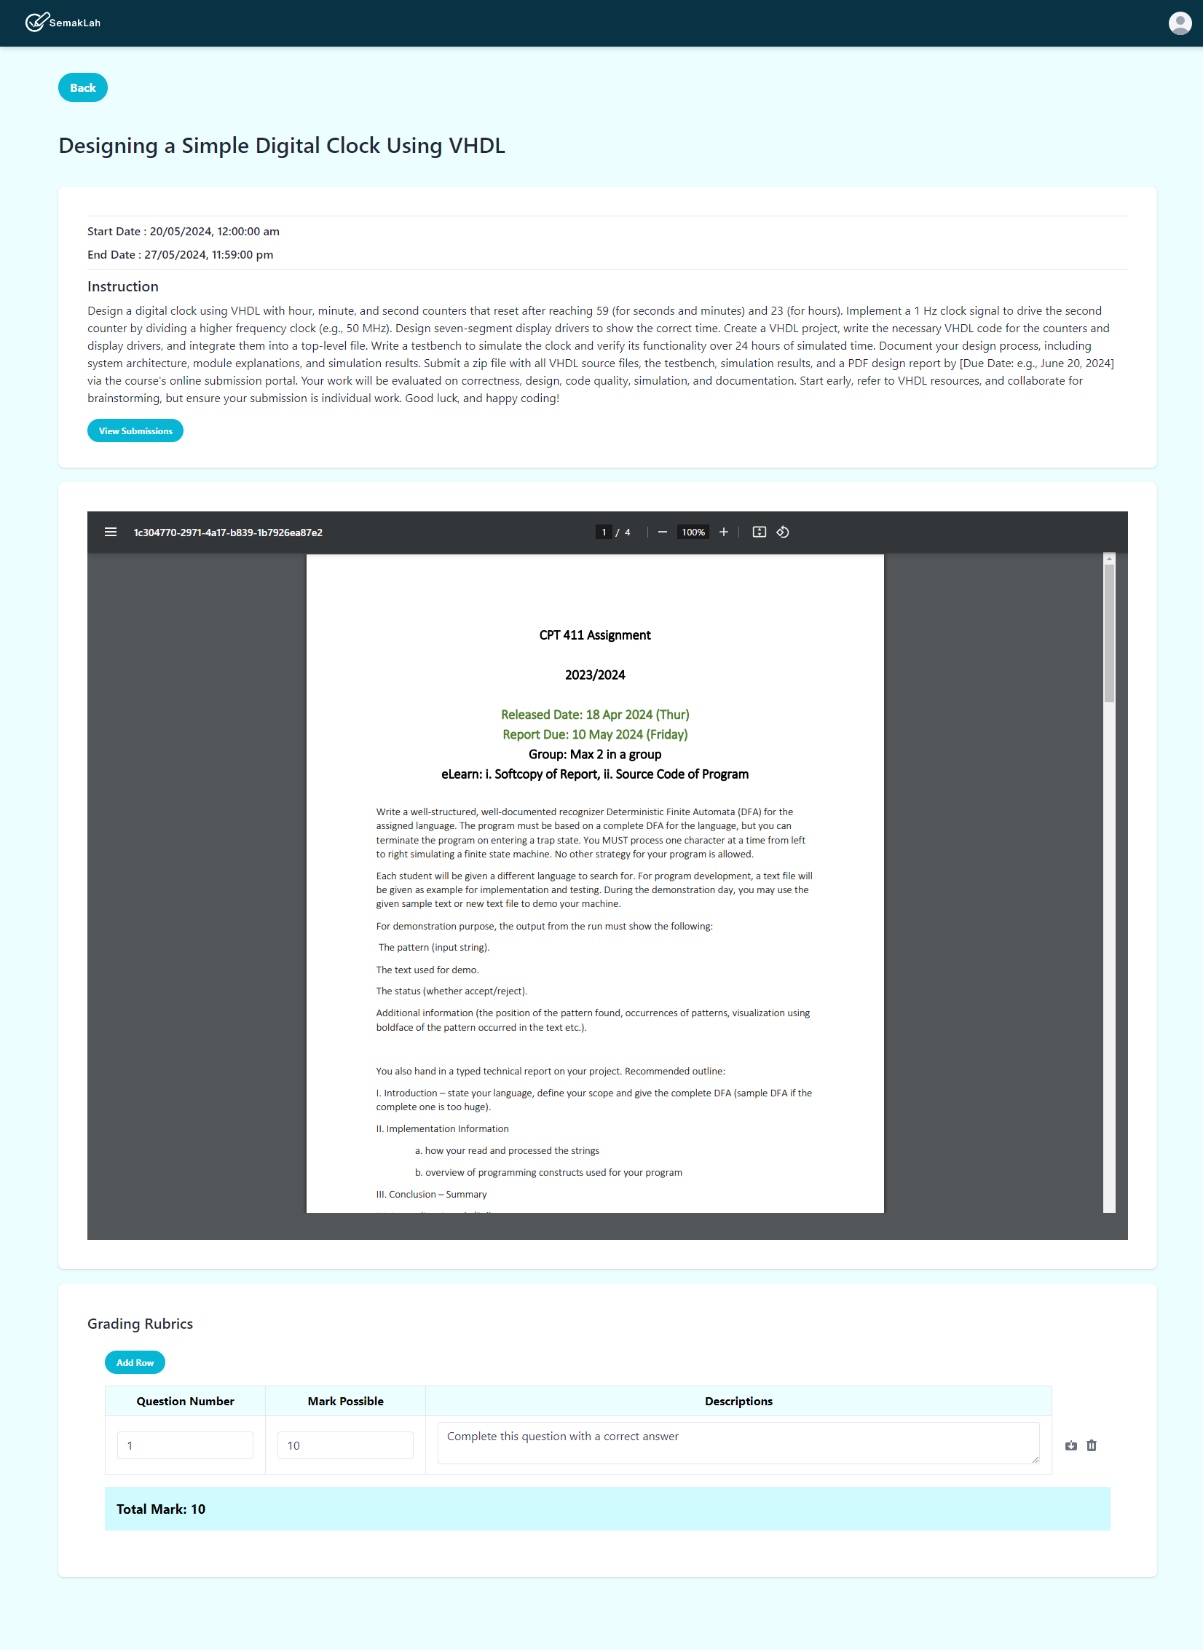 SemakLah
Back
Designing a Simple Digital Clock Using VHDL
Start Date : 20/05/2024, 12:00:00 am
End Date : 27/05/2024, 11:59:00 pm
Instruction
Design a digital clock using VHDL with hour, minute, and second counters that reset after reaching 59 (for seconds and minutes) and 23 (for hours). Implement a 1 Hz clock signal to drive the second
counter by dividing a higher frequency clock (e.g., 50 MHz). Design seven-segment display drivers to show the correct time. Create a VHDL project, write the necessary VHDL code for the counters and
display drivers, and integrate them into a top-level file. Write a testbench to simulate the clock and verify its functionality over 24 hours of simulated time. Document your design process, including
system architecture, module explanations, and simulation results. Submit a zip file with all VHDL source files, the testbench, simulation results, and a PDF design report by [Due Date: e.g., June 20, 2024]
via the course's online submission portal. Your work will be evaluated on correctness, design, code quality, simulation, and documentation. Start early, refer to VHDL resources, and collaborate for
brainstorming, but ensure your submission is individual work. Good luck, and happy coding!
View Submissions
1c304770-2971-4a17-b839-1b7926ea87e2 1 / 4 100%
CPT 411 Assignment
2023/2024
Released Date: 18 Apr 2024 (Thur)
Report Due: 10 May 2024 (Friday)
Group: Max 2 in a group
eLearn: i. Softcopy of Report, ii. Source Code of Program
Write a well-structured, well-documented recognizer Deterministic Finite Automata (DFA) for the
assigned language. The program must be based on a complete DFA for the language, but you can
terminate the program on entering a trap state. You MUST process one character at a time from left
to right simulating a finite state machine. No other strategy for your program is allowed.
Each student will be given a different language to search for. For program development, a text file will
be given as example for implementation and testing. During the demonstration day, you may use the
given sample text or new text file to demo your machine.
For demonstration purpose, the output from the run must show the following:
The pattern (input string).
The text used for demo.
The status (whether accept/reject).
Additional information (the position of the pattern found, occurrences of patterns, visualization using
boldface of the pattern occurred in the text etc.).
You also hand in a typed technical report on your project. Recommended outline:
I. Introduction – state your language, define your scope and give the complete DFA (sample DFA if the
complete one is too huge).
II. Implementation Information
a. how your read and processed the strings
b. overview of programming constructs used for your program
III. Conclusion – Summary
Grading Rubrics
Add Row
Question Number Mark Possible Descriptions
1 10 Complete this question with a correct answer
Total Mark: 10